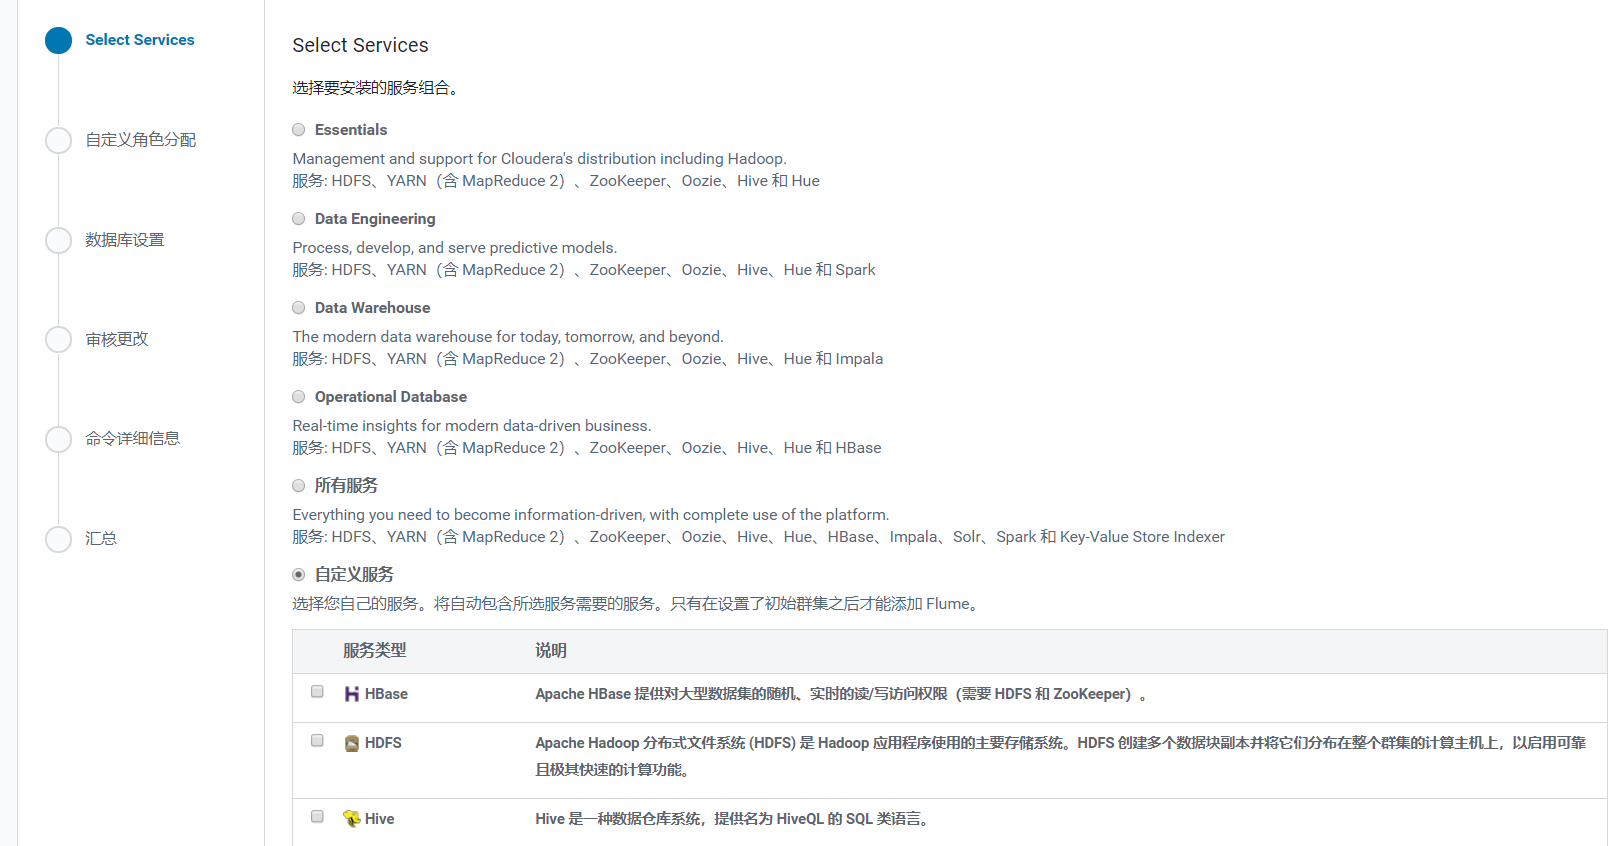 Select Services
自定义角色分配
数据库设置
审核更改
命令详细信息
汇总
Select Services
选择要安装的服务组合。
Essentials
Management and support for Cloudera's distribution including Hadoop.
服务: HDFS、YARN（含 MapReduce 2）、ZooKeeper、Oozie、Hive 和 Hue
Data Engineering
Process, develop, and serve predictive models.
服务: HDFS、YARN（含 MapReduce 2）、ZooKeeper、Oozie、Hive、Hue 和 Spark
Data Warehouse
The modern data warehouse for today, tomorrow, and beyond.
服务: HDFS、YARN（含 MapReduce 2）、ZooKeeper、Oozie、Hive、Hue 和 Impala
Operational Database
Real-time insights for modern data-driven business.
服务: HDFS、YARN（含 MapReduce 2）、ZooKeeper、Oozie、Hive、Hue 和 HBase
所有服务
Everything you need to become information-driven, with complete use of the platform.
服务: HDFS、YARN（含 MapReduce 2）、ZooKeeper、Oozie、Hive、Hue、HBase、Impala、Solr、Spark 和 Key-Value Store Indexer
自定义服务
选择您自己的服务。将自动包含所选服务需要的服务。只有在设置了初始群集之后才能添加 Flume。
服务类型 说明
HBase Apache HBase 提供对大型数据集的随机、实时的读/写访问权限（需要 HDFS 和 ZooKeeper）。
HDFS Apache Hadoop 分布式文件系统 (HDFS) 是 Hadoop 应用程序使用的主要存储系统。HDFS 创建多个数据块副本并将它们分布在整个群集的计算主机上，以启用可靠
且极其快速的计算功能。
Hive Hive 是一种数据仓库系统，提供名为 HiveQL 的 SQL 类语言。